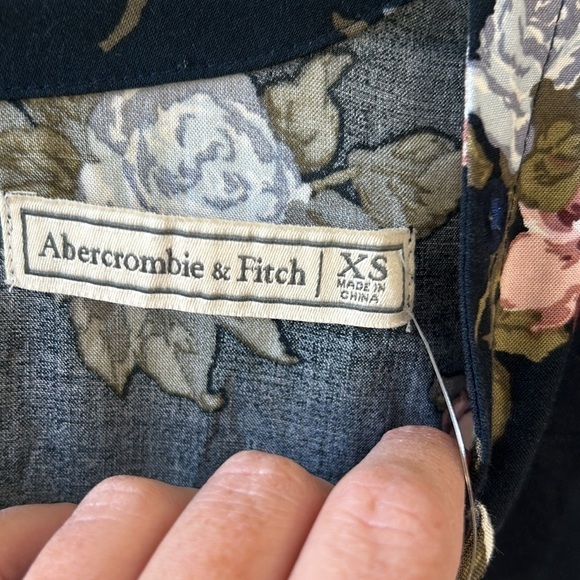 Abercrombie & Fitch | XS
MADE IN
CHINA